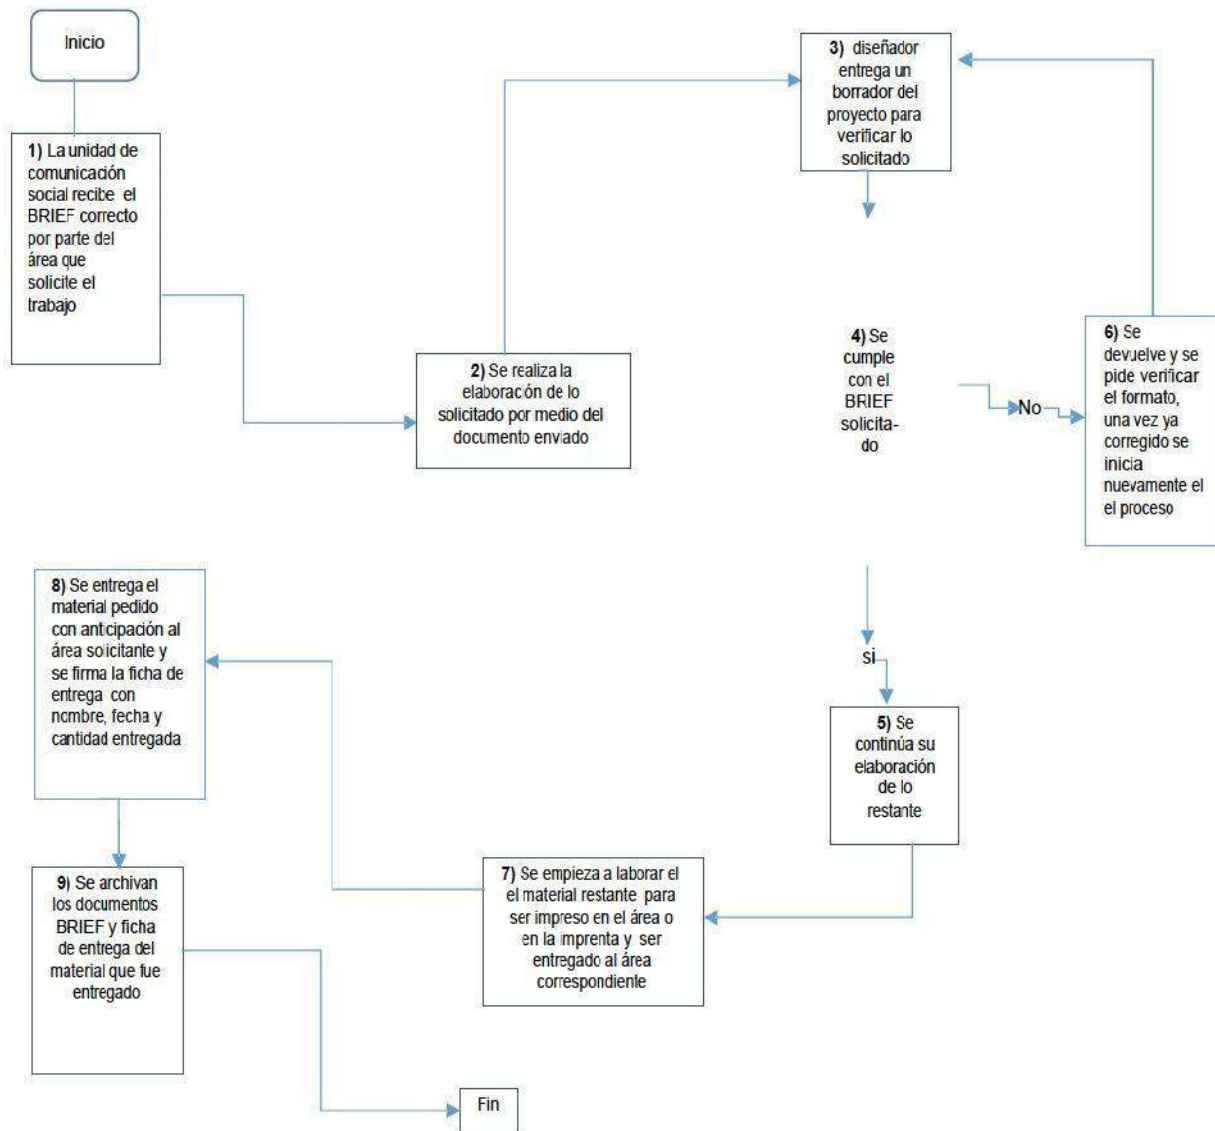 Inicio
1) La unidad de
comunicación
social recibe el
BRIEF correcto
por parte del
área que
solicite el
trabajo
2) Se realiza la
elaboración de lo
solicitado por medio del
documento enviado
3) diseñador
entrega un
borrador del
proyecto para
verificar lo
solicitado
4) Se
cumple
con el
BRIEF
solicita-
do
No
6) Se
devuelve y se
pide verificar
el formato,
una vez ya
corregido se
inicia
nuevamente el
el proceso
si
5) Se
continúa su
elaboración
de lo
restante
7) Se empieza a laborar el
el material restante para
ser impreso en el área o
en la imprenta y ser
entregado al área
correspondiente
8) Se entrega el
material pedido
con anticipación al
área solicitante y
se firma la ficha de
entrega con
nombre, fecha y
cantidad entregada
9) Se archivan
los documentos
BRIEF y ficha
de entrega del
material que fue
entregado
Fin